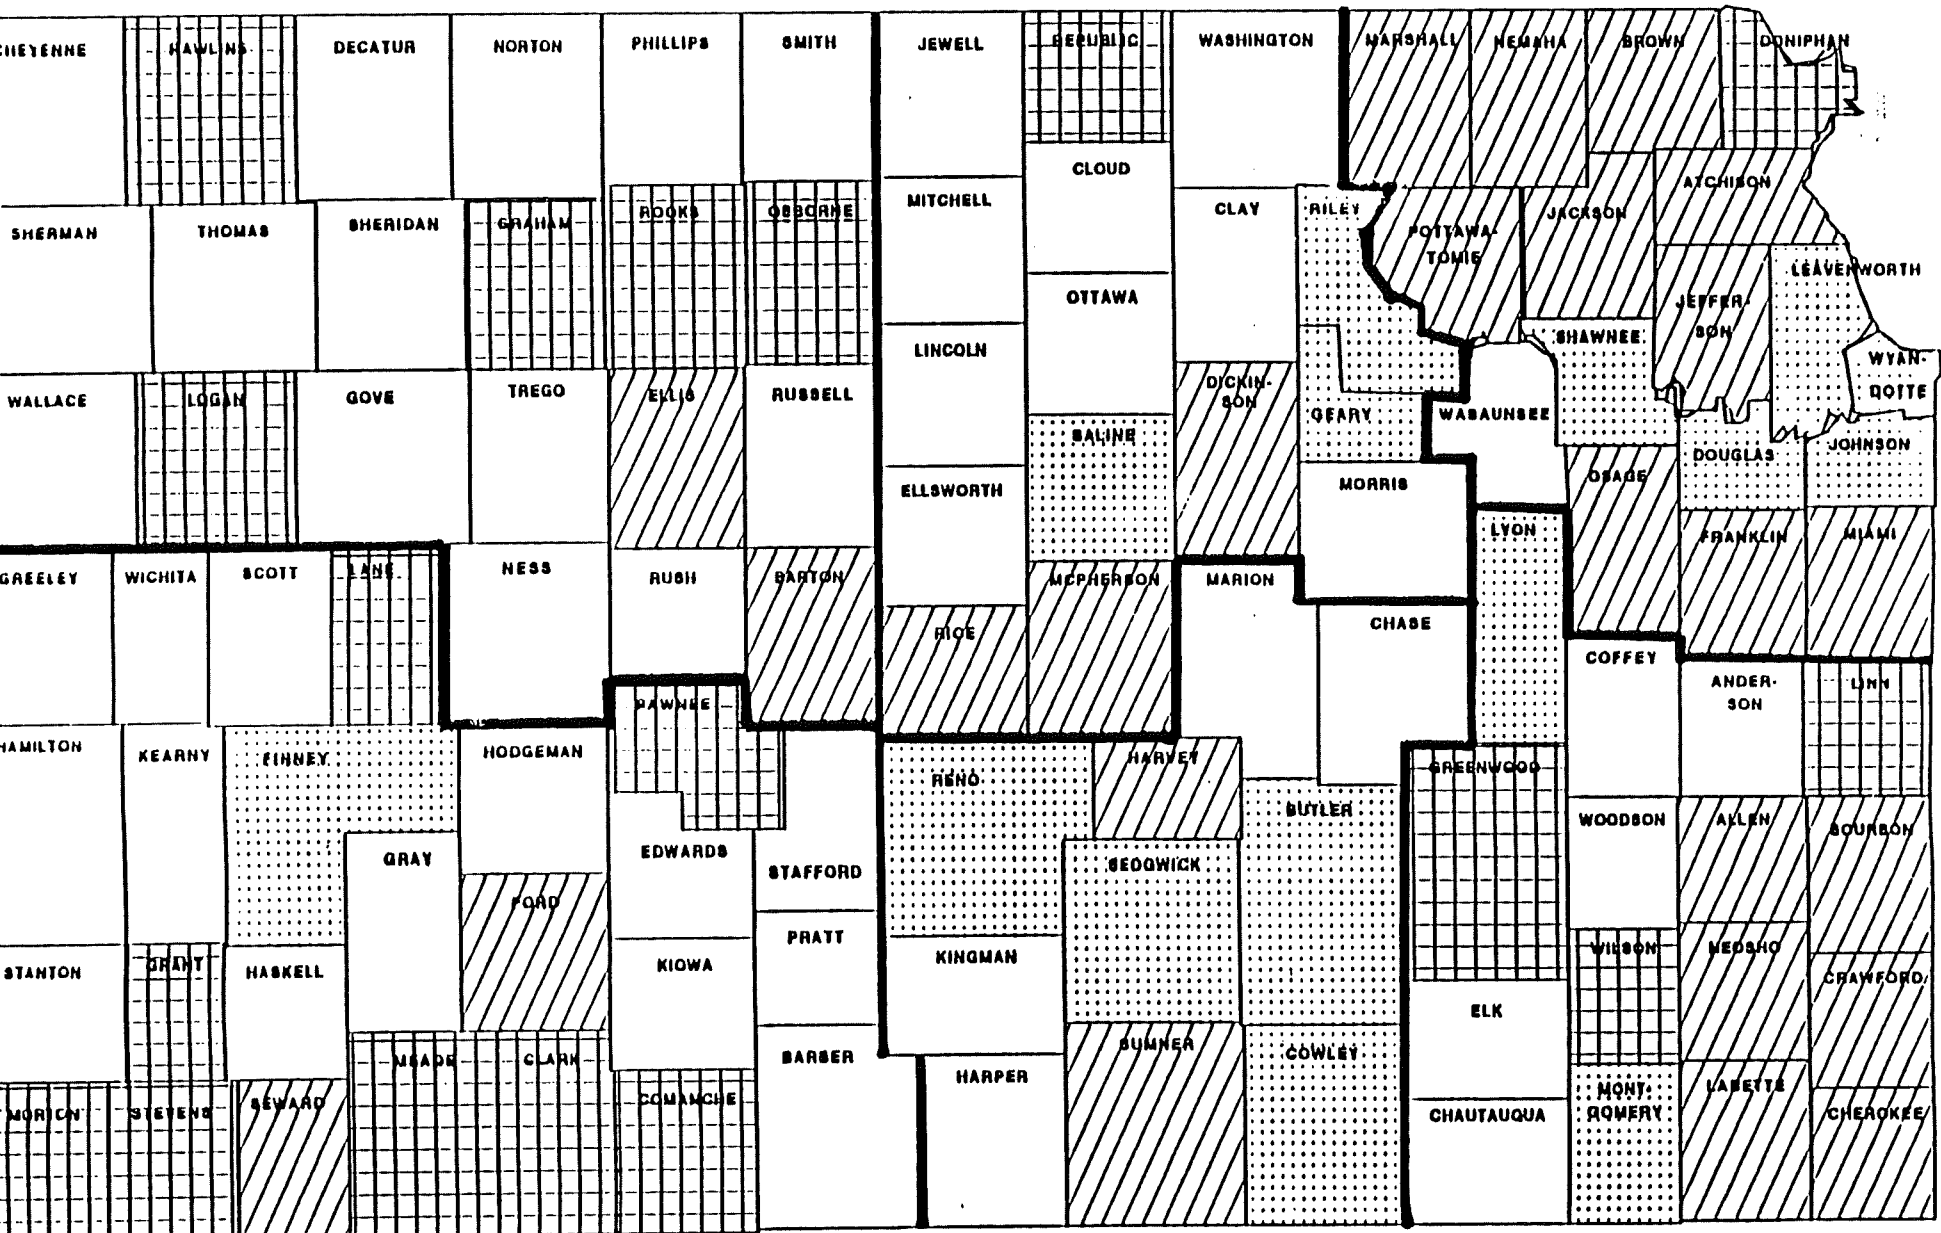 CHEYENNE
RAWLINS
DECATUR
NORTON
PHILLIPS
SMITH
JEWELL
REPUBLIC
WASHINGTON
MARSHALL
NEMAHA
BROWN
DONIPHAN
SHERMAN
THOMAS
SHERIDAN
GRAHAM
ROOKS
OSBORNE
MITCHELL
CLOUD
CLAY
RILEY
POTTAWA-
TOMIE
JACKSON
ATCHISON
LEAVENWORTH
OTTAWA
JEFFER-
SON
SHAWNEE
WYAN-
DOTTE
WALLACE
LOGAN
GOVE
TREGO
ELLIS
RUSSELL
LINCOLN
SALINE
DICKIN-
SON
GEARY
WABAUNSEE
DOUGLAS
JOHNSON
ELLSWORTH
MORRIS
OSAGE
FRANKLIN
MIAMI
LYON
GREELEY
WICHITA
SCOTT
LANE
NESS
RUSH
BARTON
RICE
MCPHERSON
MARION
CHASE
COFFEY
ANDER-
SON
LINN
HAMILTON
KEARNY
FINNEY
HODGEMAN
PAWNEE
RENO
HARVEY
BUTLER
GREENWOOD
WOODSON
ALLEN
BOURBON
GRAY
FORD
EDWARDS
STAFFORD
SEDGWICK
STANTON
GRANT
HASKELL
KIOWA
PRATT
KINGMAN
ELK
WILSON
NEOSHO
CRAWFORD
MORTON
STEVENS
SEWARD
MEADE
CLARK
COMANCHE
BARBER
HARPER
SUMNER
COWLEY
CHAUTAUQUA
MONT-
GOMERY
LABETTE
CHEROKEE